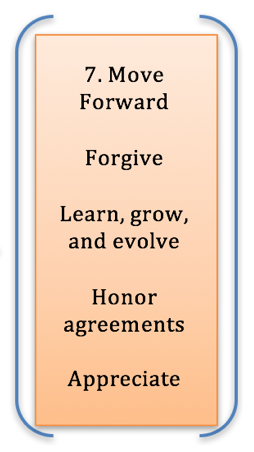 7. Move
Forward
Forgive
Learn, grow,
and evolve
Honor
agreements
Appreciate